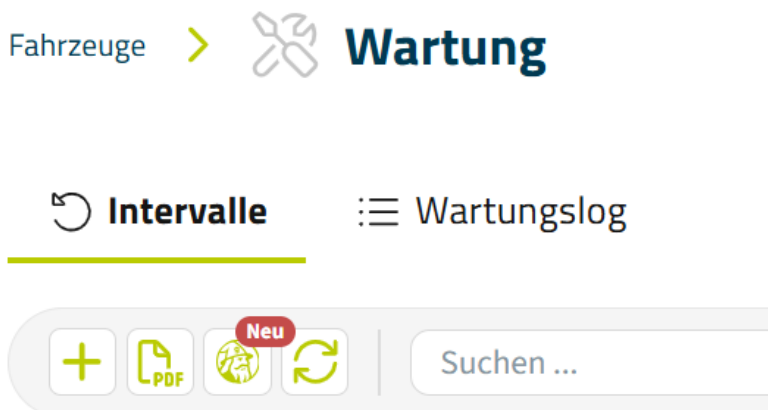 Fahrzeuge Wartung
Intervalle Wartungslog
Neu
PDF Suchen ...